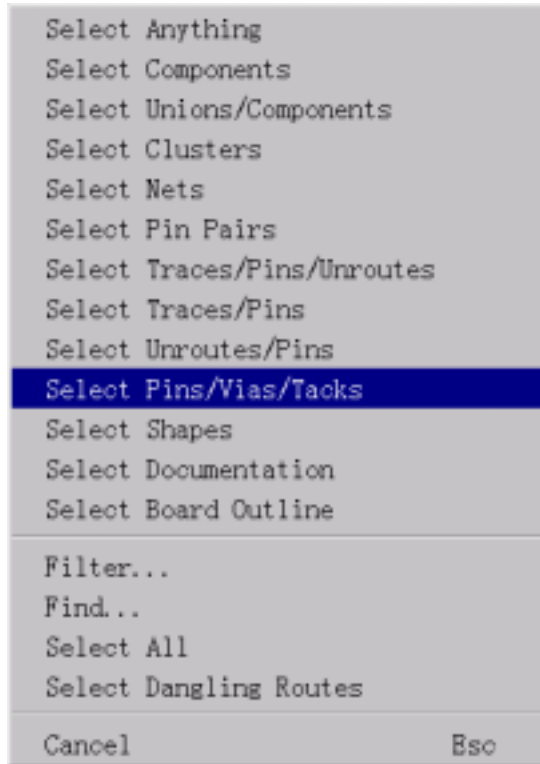 Select Anything
Select Components
Select Unions/Components
Select Clusters
Select Nets
Select Pin Pairs
Select Traces/Pins/Unroutes
Select Traces/Pins
Select Unroutes/Pins
Select Pins/Vias/Tacks
Select Shapes
Select Documentation
Select Board Outline
Filter...
Find...
Select All
Select Dangling Routes
Cancel Esc